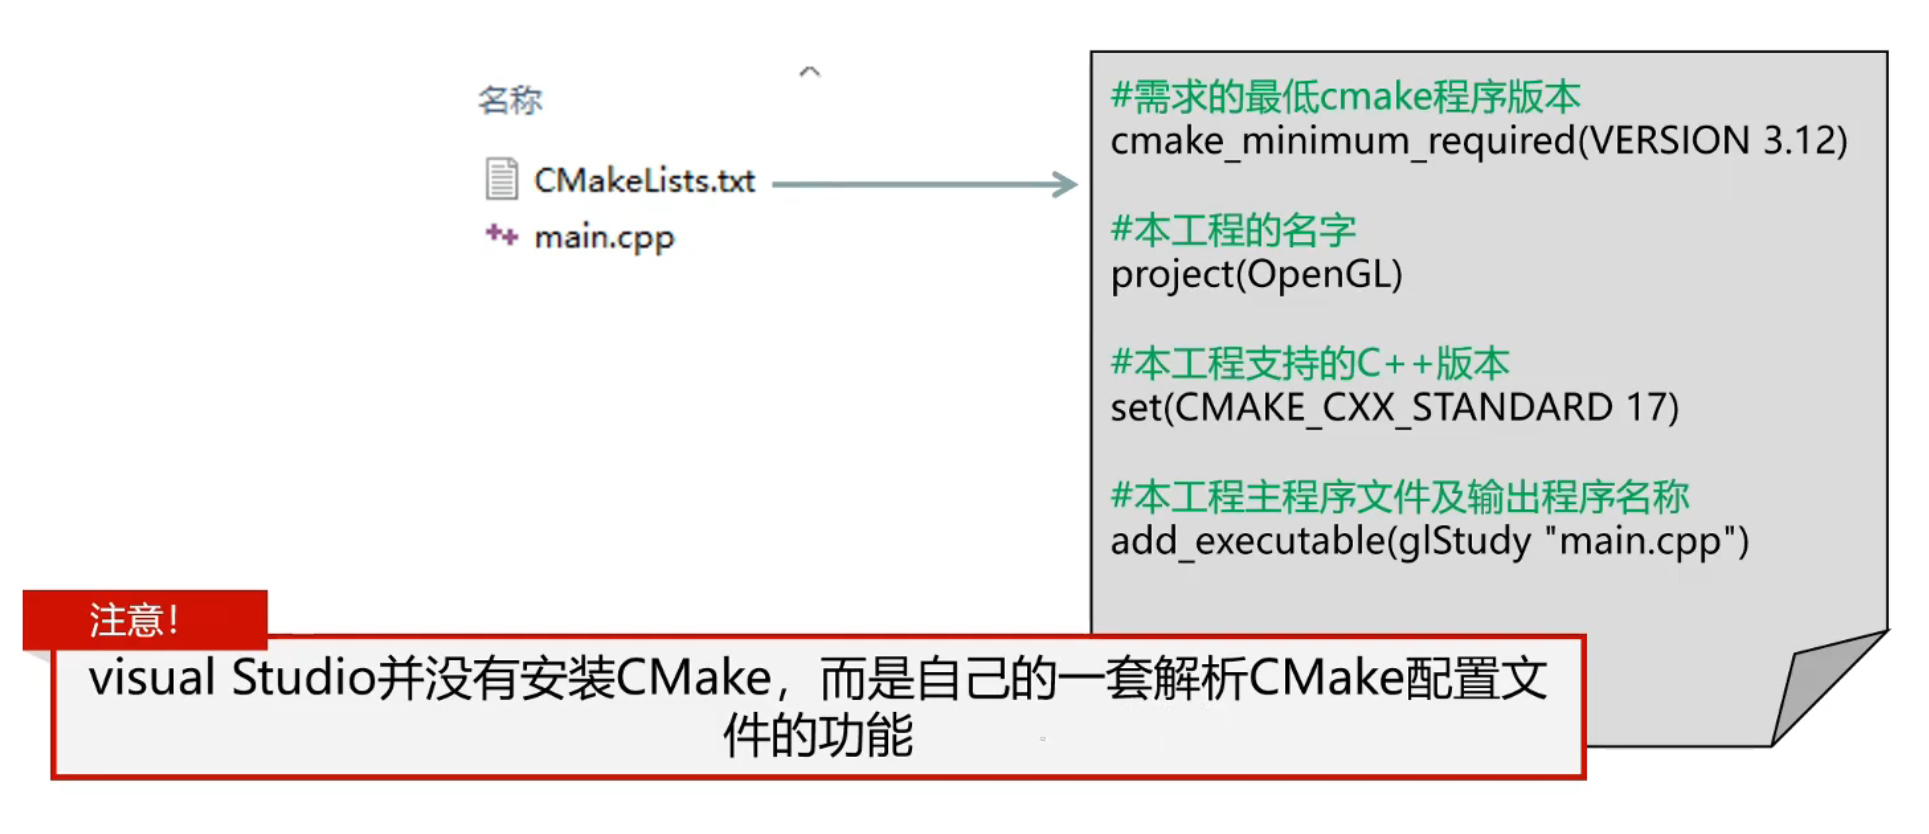 名称
CMakeLists.txt
main.cpp
#需求的最低cmake程序版本
cmake_minimum_required(VERSION 3.12)
#本工程的名字
project(OpenGL)
#本工程支持的C++版本
set(CMAKE_CXX_STANDARD 17)
#本工程主程序文件及输出程序名称
add_executable(glStudy "main.cpp")
注意！
visual Studio并没有安装CMake，而是自己的一套解析CMake配置文
件的功能